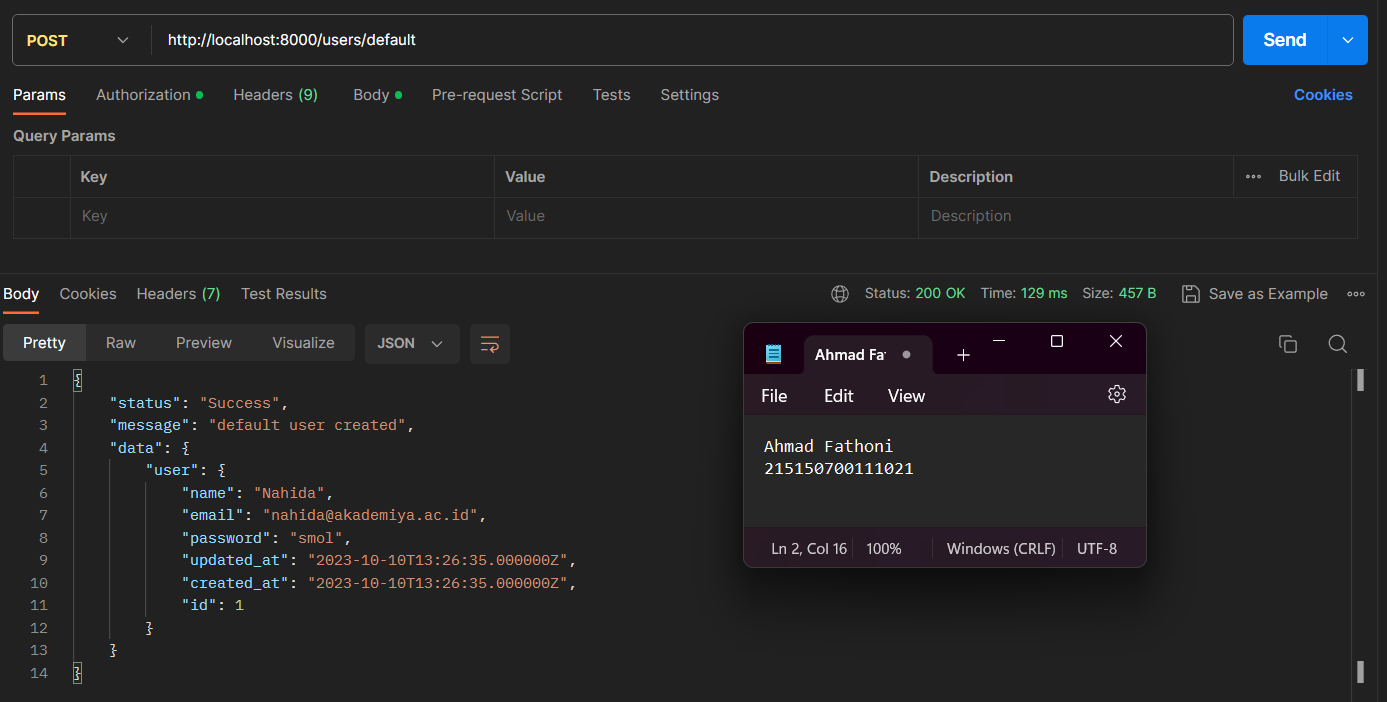 POST http://localhost:8000/users/default Send
Params Authorization Headers (9) Body Pre-request Script Tests Settings Cookies
Query Params
Key Value Description ••• Bulk Edit
Key Value Description
Body Cookies Headers (7) Test Results Status: 200 OK Time: 129 ms Size: 457 B Save as Example
Pretty Raw Preview Visualize JSON
1 {
2 "status": "Success",
3 "message": "default user created",
4 "data": {
5 "user": {
6 "name": "Nahida",
7 "email": "nahida@akademiya.ac.id",
8 "password": "smol",
9 "updated_at": "2023-10-10T13:26:35.000000Z",
10 "created_at": "2023-10-10T13:26:35.000000Z",
11 "id": 1
12 }
13 }
14 }
Ahmad Fat
File Edit View
Ahmad Fathoni
215150700111021
Ln 2, Col 16 100% Windows (CRLF) UTF-8